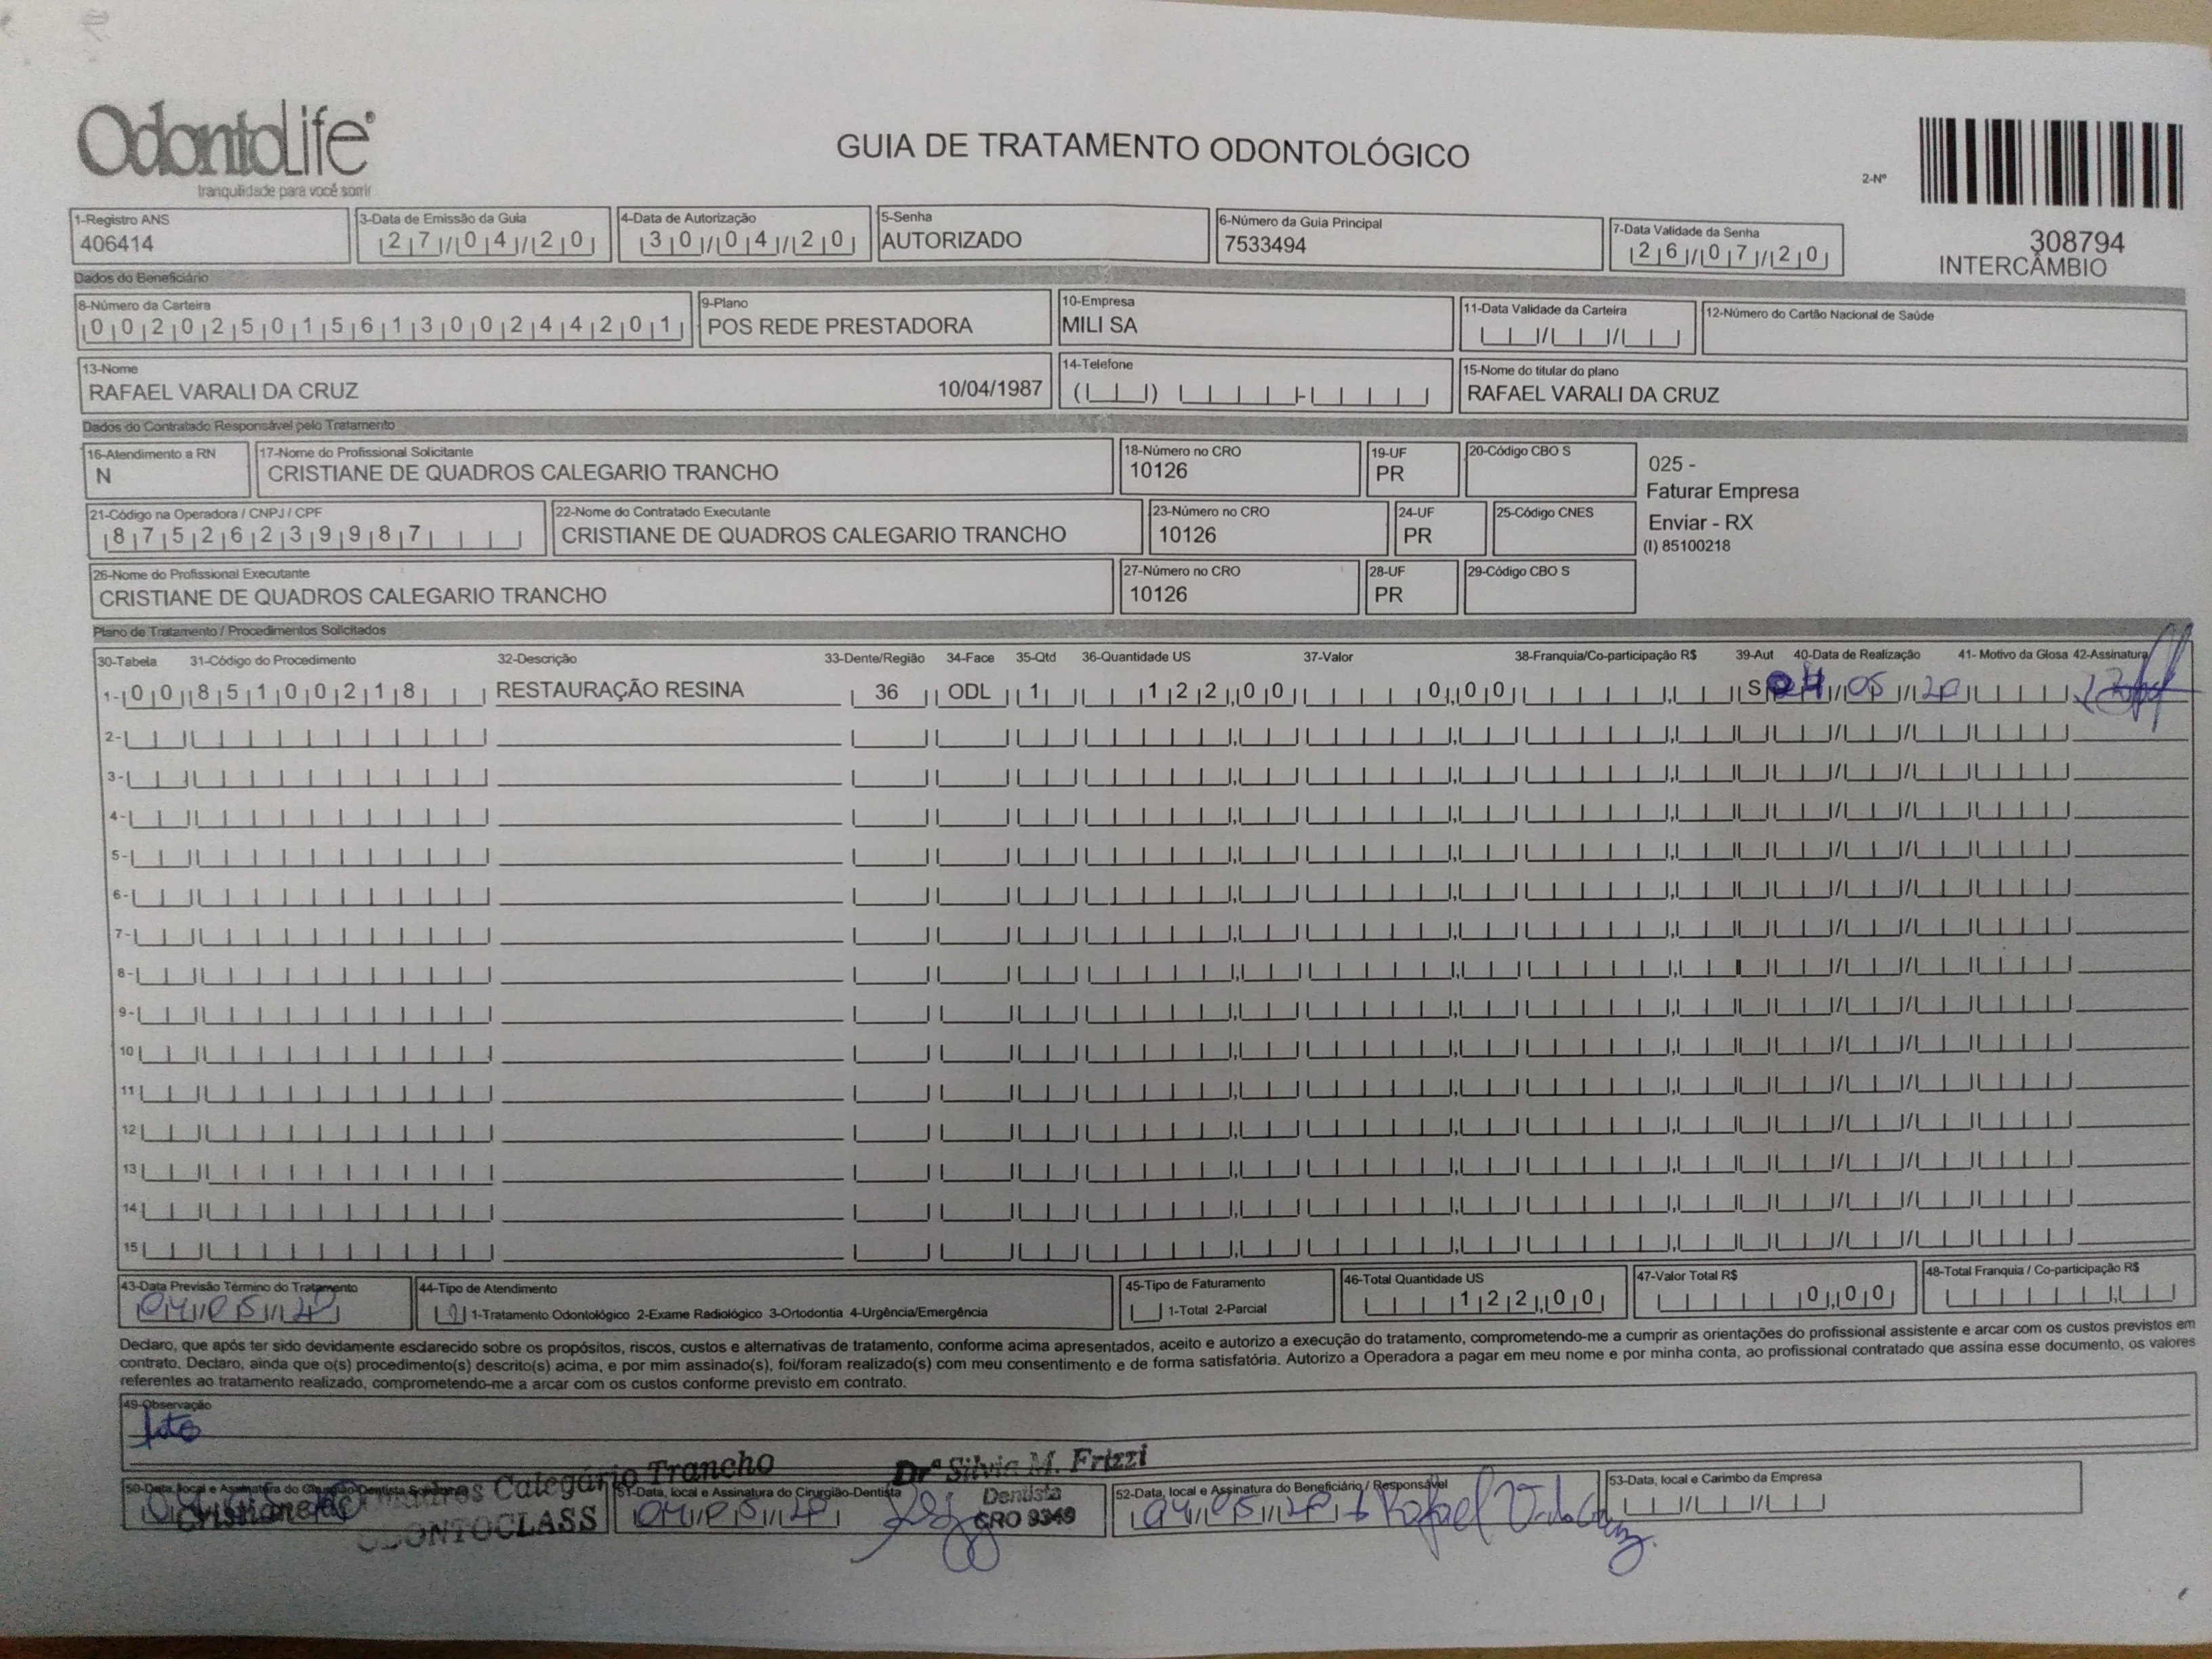 OdontoLife
tranquilidade para você sorrir
GUIA DE TRATAMENTO ODONTOLÓGICO
2-Nº
308794
INTERCÂMBIO
1-Registro ANS
406414
3-Data de Emissão da Guia
27/04/20
4-Data de Autorização
30/04/20
5-Senha
AUTORIZADO
6-Número da Guia Principal
7533494
7-Data Validade da Senha
26/07/20
Dados do Beneficiário
8-Número da Carteira
00202501561300244201
9-Plano
POS REDE PRESTADORA
10-Empresa
MILI SA
11-Data Validade da Carteira
12-Número do Cartão Nacional de Saúde
13-Nome
RAFAEL VARALI DA CRUZ 10/04/1987
14-Telefone
15-Nome do titular do plano
RAFAEL VARALI DA CRUZ
Dados do Contratado Responsável pelo Tratamento
16-Atendimento a RN
N
17-Nome do Profissional Solicitante
CRISTIANE DE QUADROS CALEGARIO TRANCHO
18-Número no CRO
10126
19-UF
PR
20-Código CBO S
025 -
Faturar Empresa
Enviar - RX
(I) 85100218
21-Código na Operadora / CNPJ / CPF
87526239987
22-Nome do Contratado Executante
CRISTIANE DE QUADROS CALEGARIO TRANCHO
23-Número no CRO
10126
24-UF
PR
25-Código CNES
26-Nome do Profissional Executante
CRISTIANE DE QUADROS CALEGARIO TRANCHO
27-Número no CRO
10126
28-UF
PR
29-Código CBO S
Plano de Tratamento / Procedimentos Solicitados
30-Tabela 31-Código do Procedimento 32-Descrição 33-Dente/Região 34-Face 35-Qtd 36-Quantidade US 37-Valor 38-Franquia/Co-participação R$ 39-Aut 40-Data de Realização 41- Motivo da Glosa 42-Assinatura
1- 00 85100218 RESTAURAÇÃO RESINA 36 ODL 1 122,00 0,00 S 04/05/20
2-
3-
4-
5-
6-
7-
8-
9-
10
11
12
13
14
15
43-Data Previsão Término do Tratamento
04/05/20
44-Tipo de Atendimento
1 1-Tratamento Odontológico 2-Exame Radiológico 3-Ortodontia 4-Urgência/Emergência
45-Tipo de Faturamento
1-Total 2-Parcial
46-Total Quantidade US
122,00
47-Valor Total R$
0,00
48-Total Franquia / Co-participação R$
Declaro, que após ter sido devidamente esclarecido sobre os propósitos, riscos, custos e alternativas de tratamento, conforme acima apresentados, aceito e autorizo a execução do tratamento, comprometendo-me a cumprir as orientações do profissional assistente e arcar com os custos previstos em
contrato. Declaro, ainda que o(s) procedimento(s) descrito(s) acima, e por mim assinado(s), foi/foram realizado(s) com meu consentimento e de forma satisfatória. Autorizo a Operadora a pagar em meu nome e por minha conta, ao profissional contratado que assina esse documento, os valores
referentes ao tratamento realizado, comprometendo-me a arcar com os custos conforme previsto em contrato.
49-Observação
50-Data, local e Assinatura do Cirurgião-Dentista Solicitante
Cristiane de Quadros Calegário Trancho
ODONTOCLASS
51-Data, local e Assinatura do Cirurgião-Dentista
04/05/20
Drª Silvia M. Frizzi
Dentista
CRO 9349
52-Data, local e Assinatura do Beneficiário / Responsável
04/05/20 Rafael V. da Cruz
53-Data, local e Carimbo da Empresa